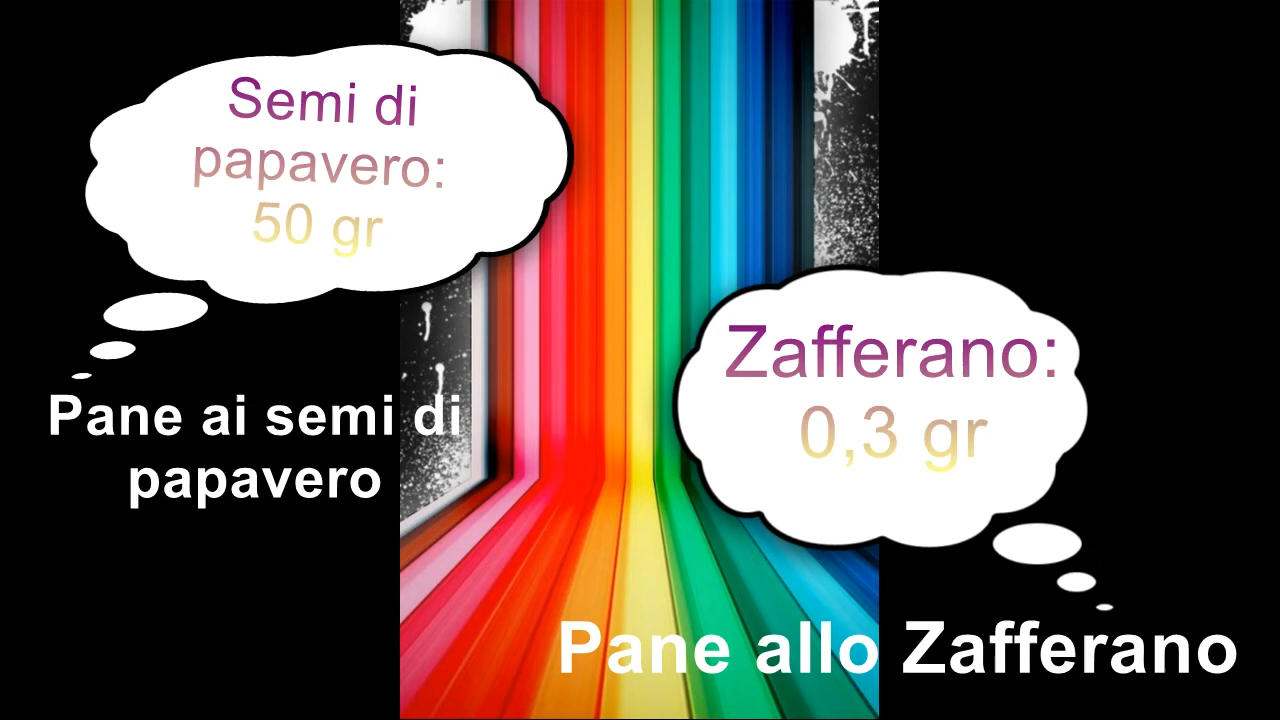 Semi di
papavero:
50 gr
Pane ai semi di
papavero
Zafferano:
0,3 gr
Pane allo Zafferano